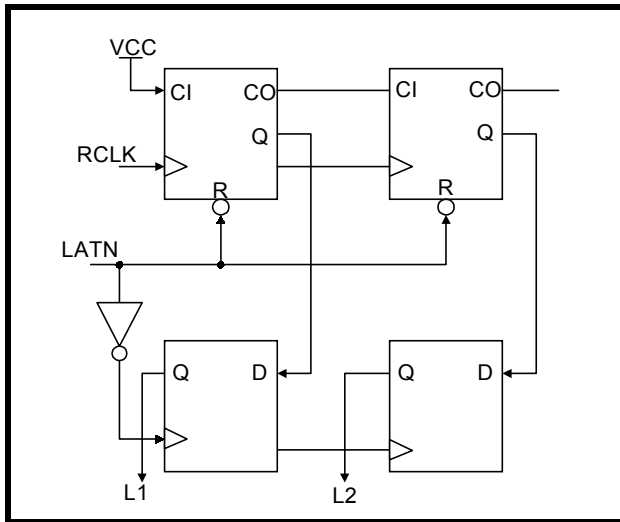 VCC
CI CO CI CO
Q Q
RCLK
R R
LATN
Q D Q D
L1 L2